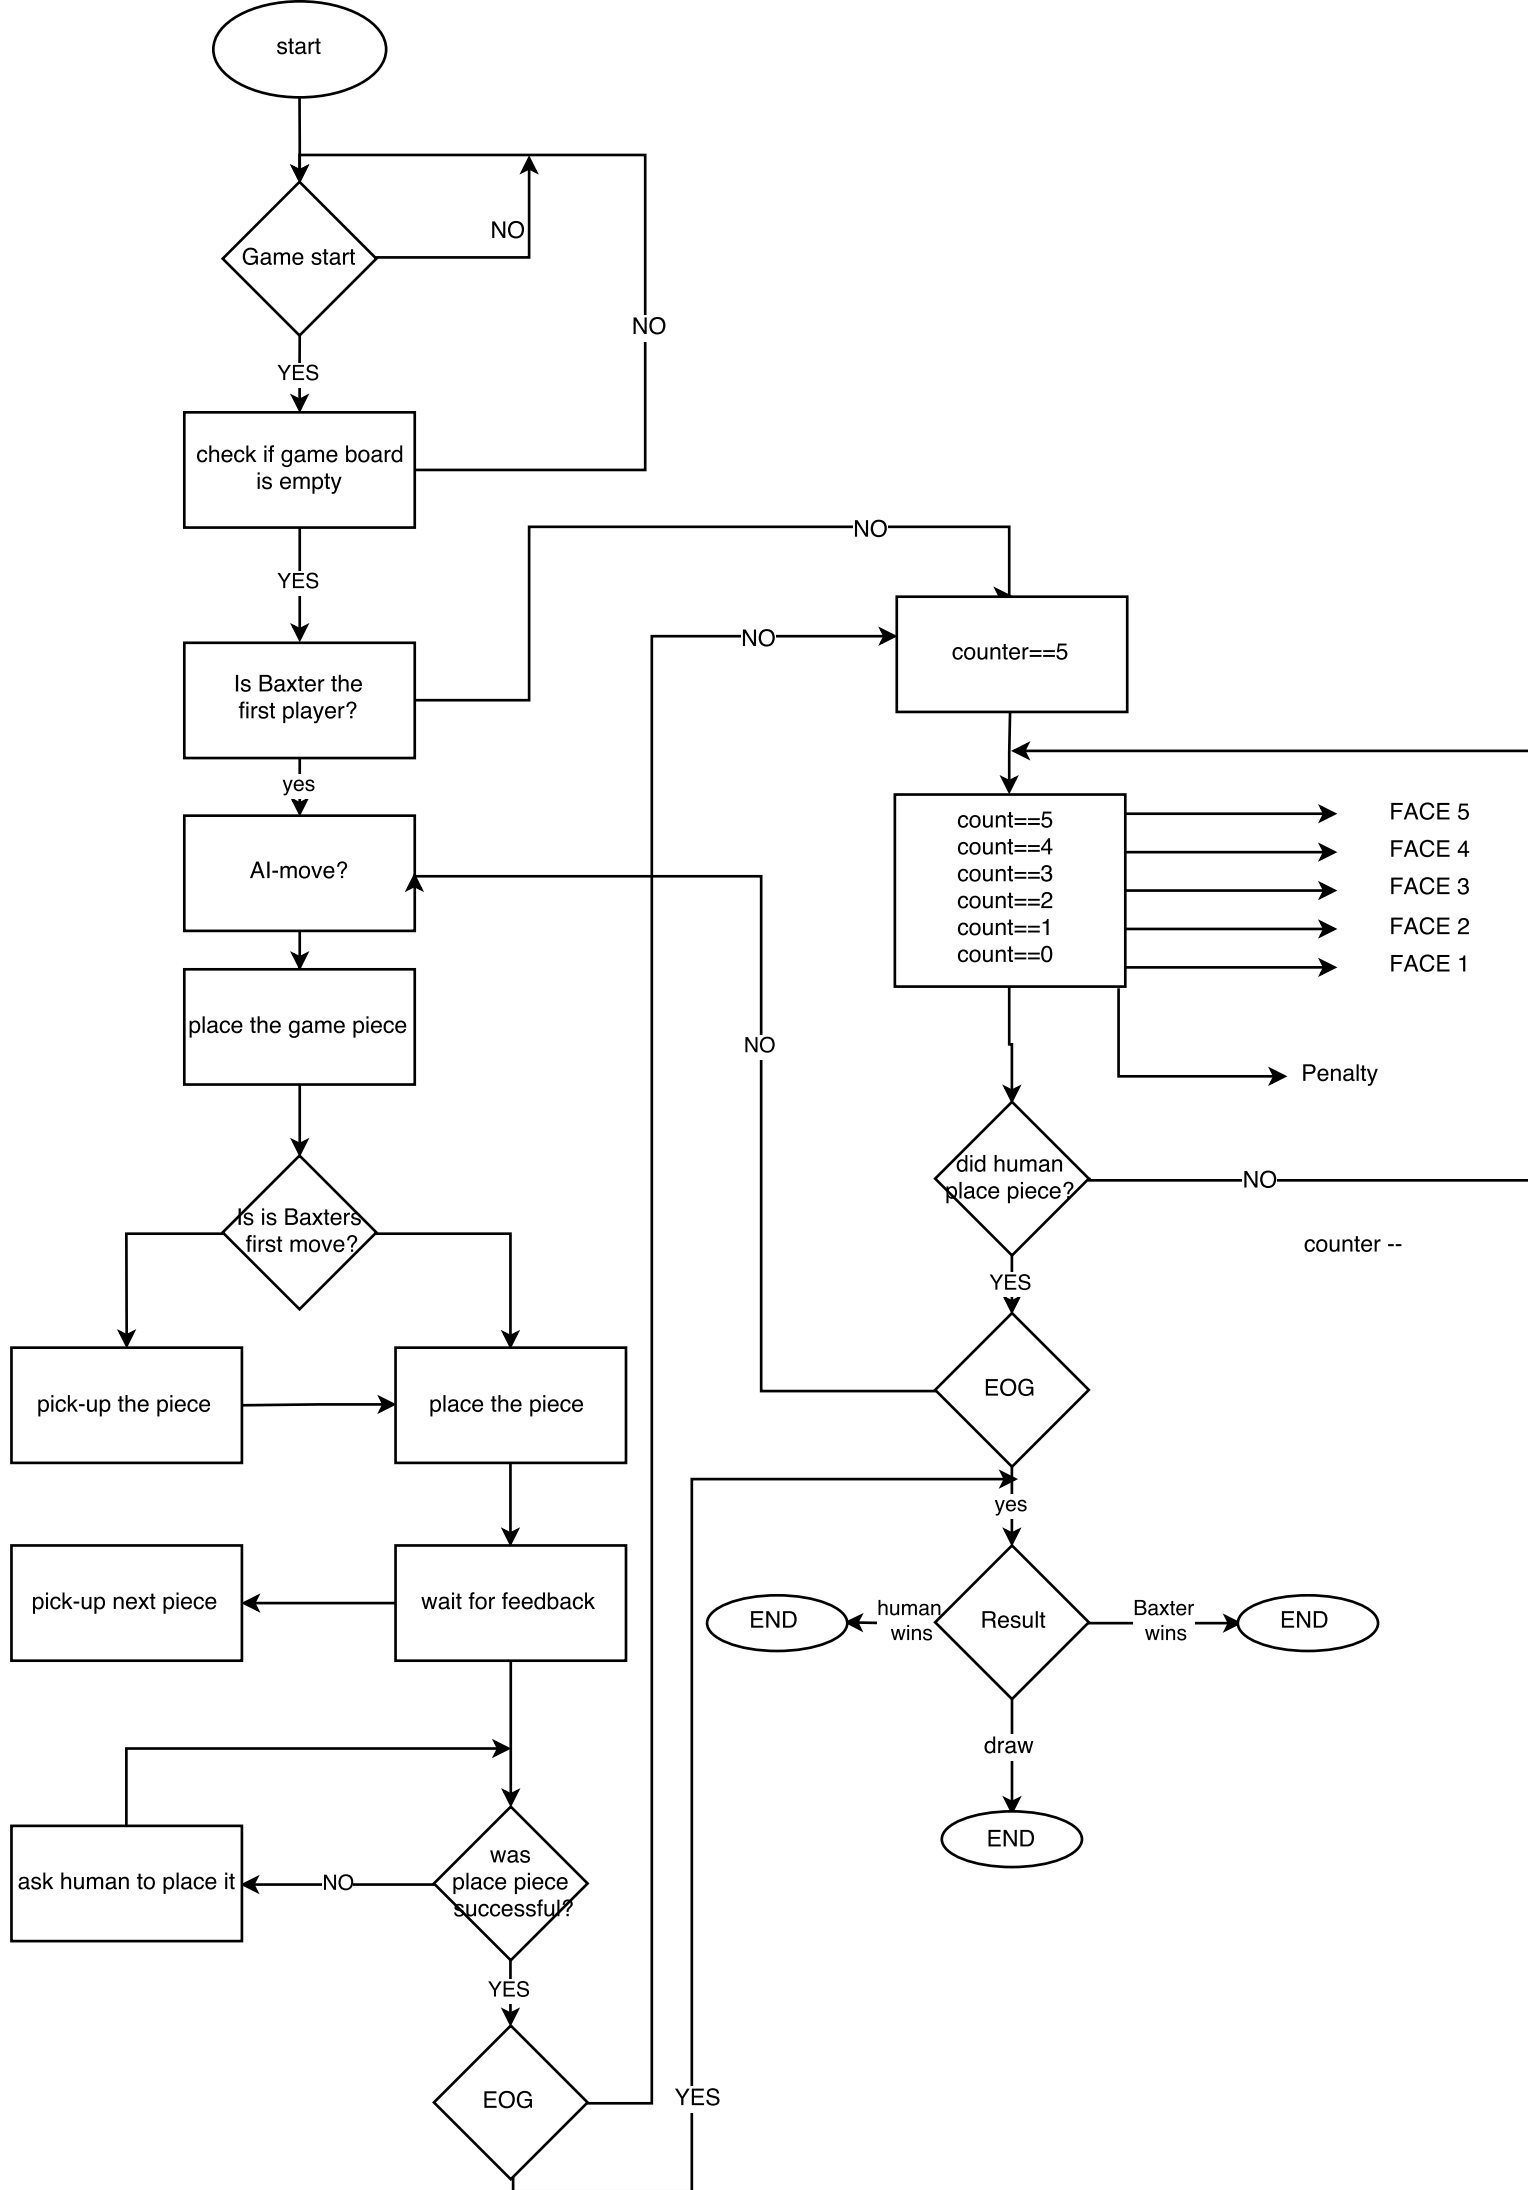 start
NO
Game start
NO
YES
check if game board
is empty
NO
YES
NO
counter==5
Is Baxter the
first player?
yes
AI-move?
count==5
count==4
count==3
count==2
count==1
count==0
FACE 5
FACE 4
FACE 3
FACE 2
FACE 1
place the game piece
NO
Penalty
did human
place piece?
NO
Is is Baxters
first move?
counter --
YES
EOG
pick-up the piece
place the piece
yes
pick-up next piece
wait for feedback
END
human
wins
Result
Baxter
wins
END
draw
END
ask human to place it
NO
was
place piece
successful?
YES
EOG
YES